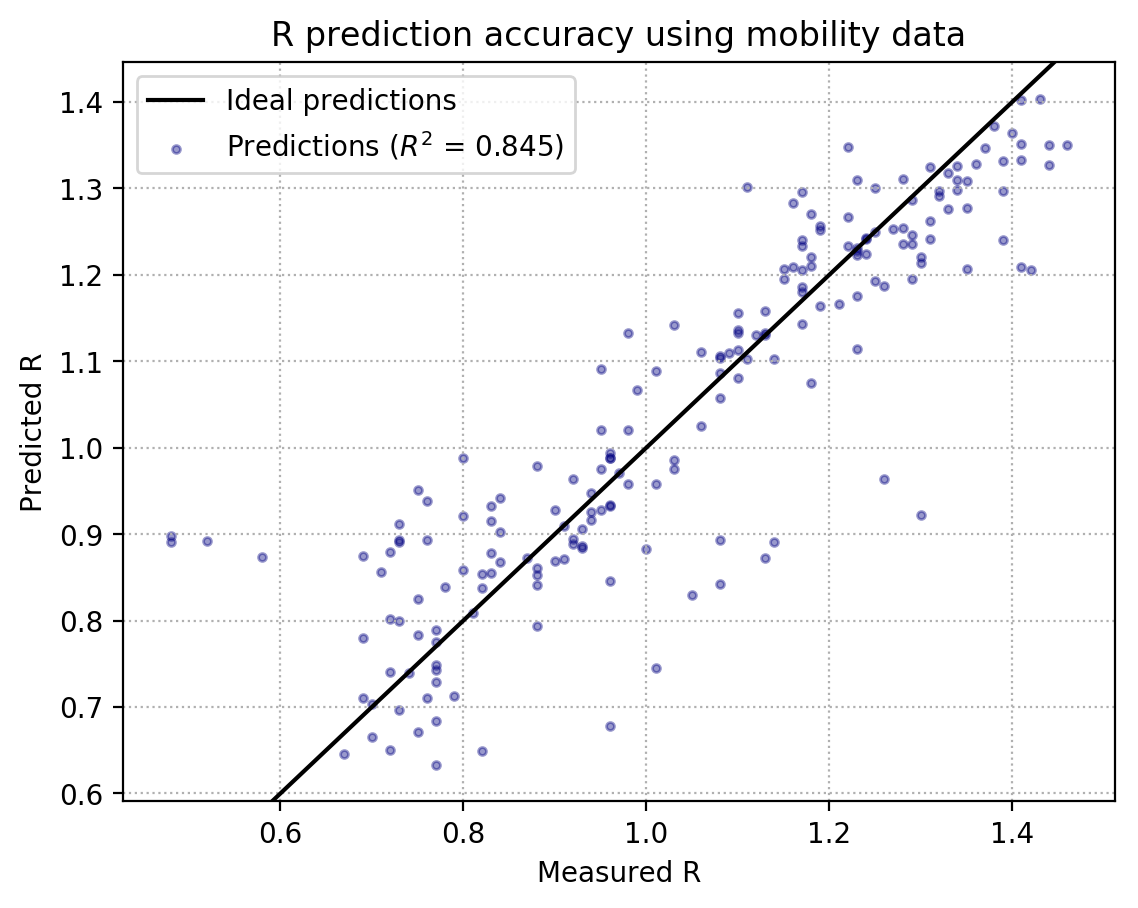 R prediction accuracy using mobility data
Ideal predictions
Predictions (R² = 0.845)
Predicted R
1.4
1.3
1.2
1.1
1.0
0.9
0.8
0.7
0.6
0.6 0.8 1.0 1.2 1.4
Measured R